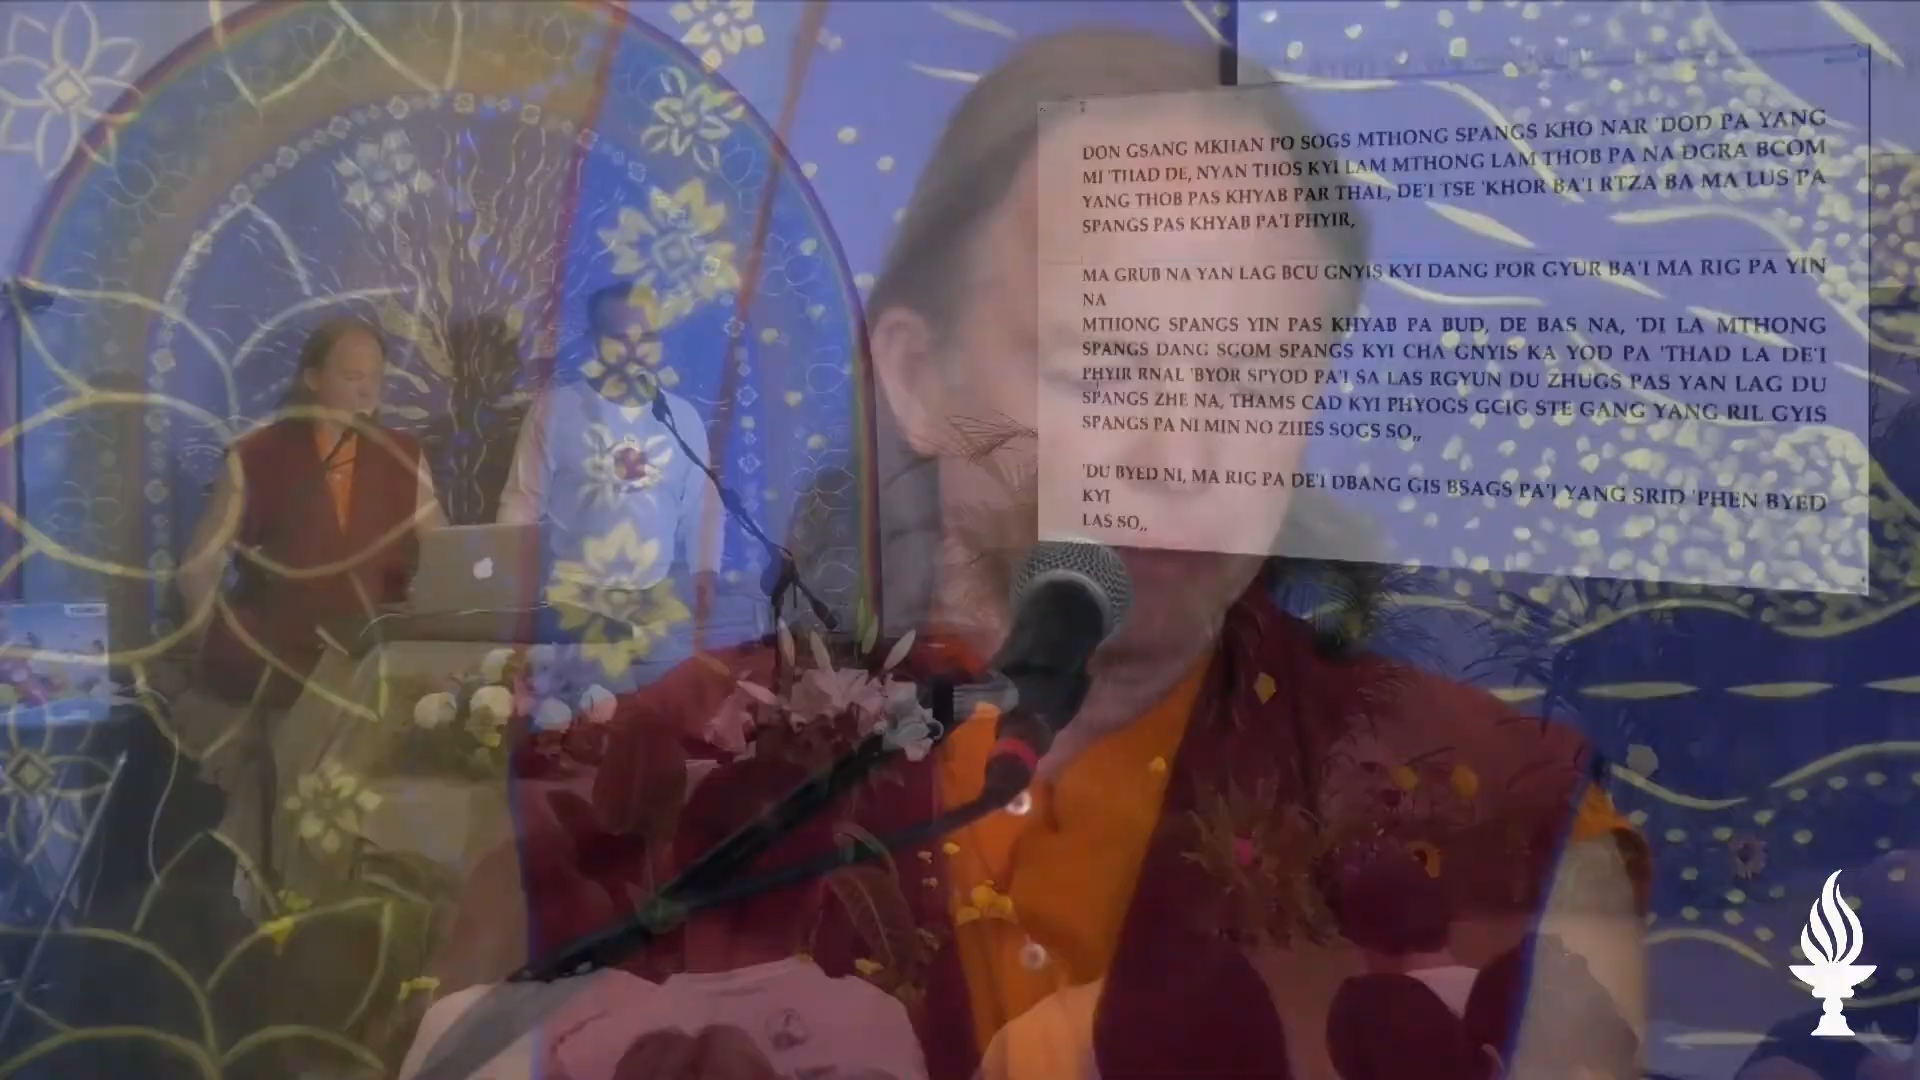 DON GSANG MKHAN PO SOGS MTHONG SPANGS KHO NAR 'DOD PA YANG
MI 'THAD DE, NYAN THOS KYI LAM MTHONG LAM THOB PA NA DGRA BCOM
YANG THOB PAS KHYAB PAR THAL, DE'I TSE 'KHOR BA'I RTZA BA MA LUS PA
SPANGS PAS KHYAB PA'I PHYIR,
MA GRUB NA YAN LAG BCU GNYIS KYI DANG POR GYUR BA'I MA RIG PA YIN
NA
MTHONG SPANGS YIN PAS KHYAB PA BUD, DE BAS NA, 'DI LA MTHONG
SPANGS DANG SGOM SPANGS KYI CHA GNYIS KA YOD PA 'THAD LA DE'I
PHYIR RNAL 'BYOR SPYOD PA'I SA LAS RGYUN DU ZHUGS PAS YAN LAG DU
SPANGS ZHE NA, THAMS CAD KYI PHYOGS GCIG STE GANG YANG RIL GYIS
SPANGS PA NI MIN NO ZHES SOGS SO,,
'DU BYED NI, MA RIG PA DE'I DBANG GIS BSAGS PA'I YANG SRID 'PHEN BYED
KYI
LAS SO,,